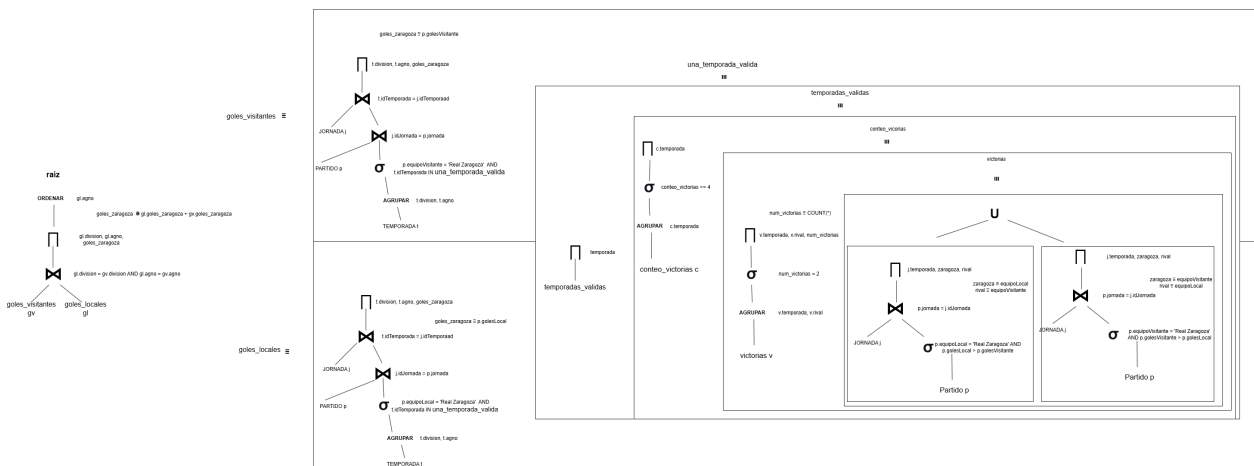 raiz
ORDENAR gl.agno
goles_zaragoza ≡ gl.goles_zaragoza + gv.goles_zaragoza
∏ gl.division, gl.agno,
goles_zaragoza
⋈ gl.division = gv.division AND gl.agno = gv.agno
goles_visitantes
gv
goles_locales
gl
goles_visitantes ≡
goles_zaragoza ≡ p.golesVisitante
∏ t.division, t.agno, goles_zaragoza
⋈ t.idTemporada = j.idTemporaad
JORNADA j
⋈ j.idJornada = p.jornada
PARTIDO p
σ p.equipoVisitante = 'Real Zaragoza' AND
t.idTemporada IN una_temporada_valida
AGRUPAR t.division, t.agno
TEMPORADA t
goles_locales ≡
∏ t.division, t.agno, goles_zaragoza
goles_zaragoza ≡ p.golesLocal
⋈ t.idTemporada = j.idTemporaad
JORNADA j
⋈ j.idJornada = p.jornada
PARTIDO p
σ p.equipoLocal = 'Real Zaragoza' AND
t.idTemporada IN una_temporada_valida
AGRUPAR t.division, t.agno
TEMPORADA t
una_temporada_valida
≡
∏ temporada
temporadas_validas
temporadas_validas
≡
∏ c.temporada
σ conteo_victorias >= 4
AGRUPAR c.temporada
conteo_victorias c
conteo_vicorias
≡
num_victorias ≡ COUNT(*)
∏ v.temporada, v.rival, num_victorias
σ num_victorias = 2
AGRUPAR v.temporada, v.rival
victorias v
victorias
≡
U
∏ j.temporada, zaragoza, rival
zaragoza ≡ equipoLocal
rival ≡ equipoVisitante
⋈ p.jornada = j.idJornada
JORNADA j
σ p.equipoLocal = 'Real Zaragoza' AND
p.golesLocal > p.golesVisitante
Partido p
∏ j.temporada, zaragoza, rival
zaragoza ≡ equipoVisitante
rival ≡ equipoLocal
⋈ p.jornada = j.idJornada
JORNADA j
σ p.equipoVisitante = 'Real Zaragoza'
AND p.golesVisitante > p.golesLocal
Partido p